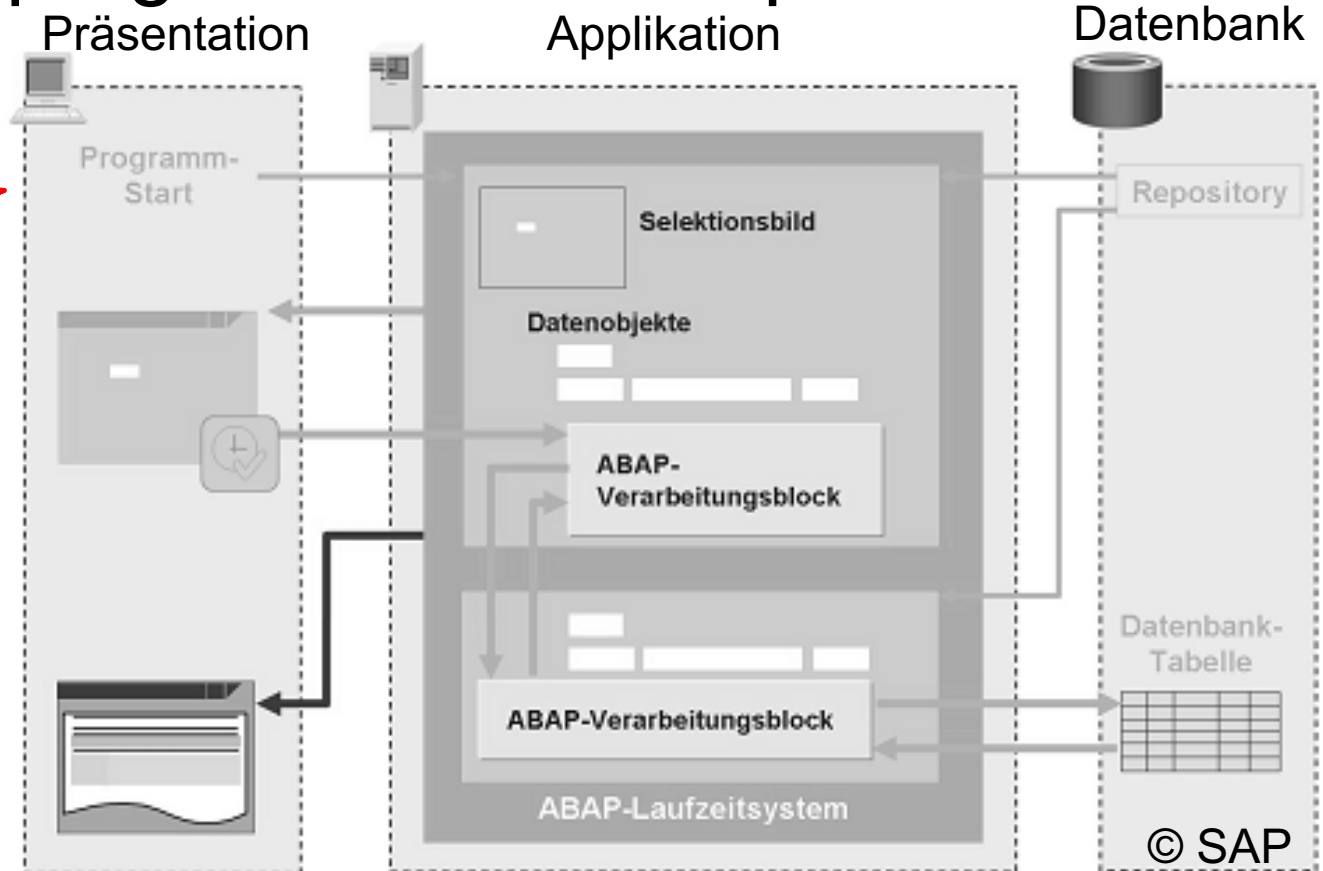 Präsentation
Applikation
Datenbank
Programm-
Start
Repository
Selektionsbild
Datenobjekte
ABAP-
Verarbeitungsblock
Datenbank-
Tabelle
ABAP-Verarbeitungsblock
ABAP-Laufzeitsystem
© SAP